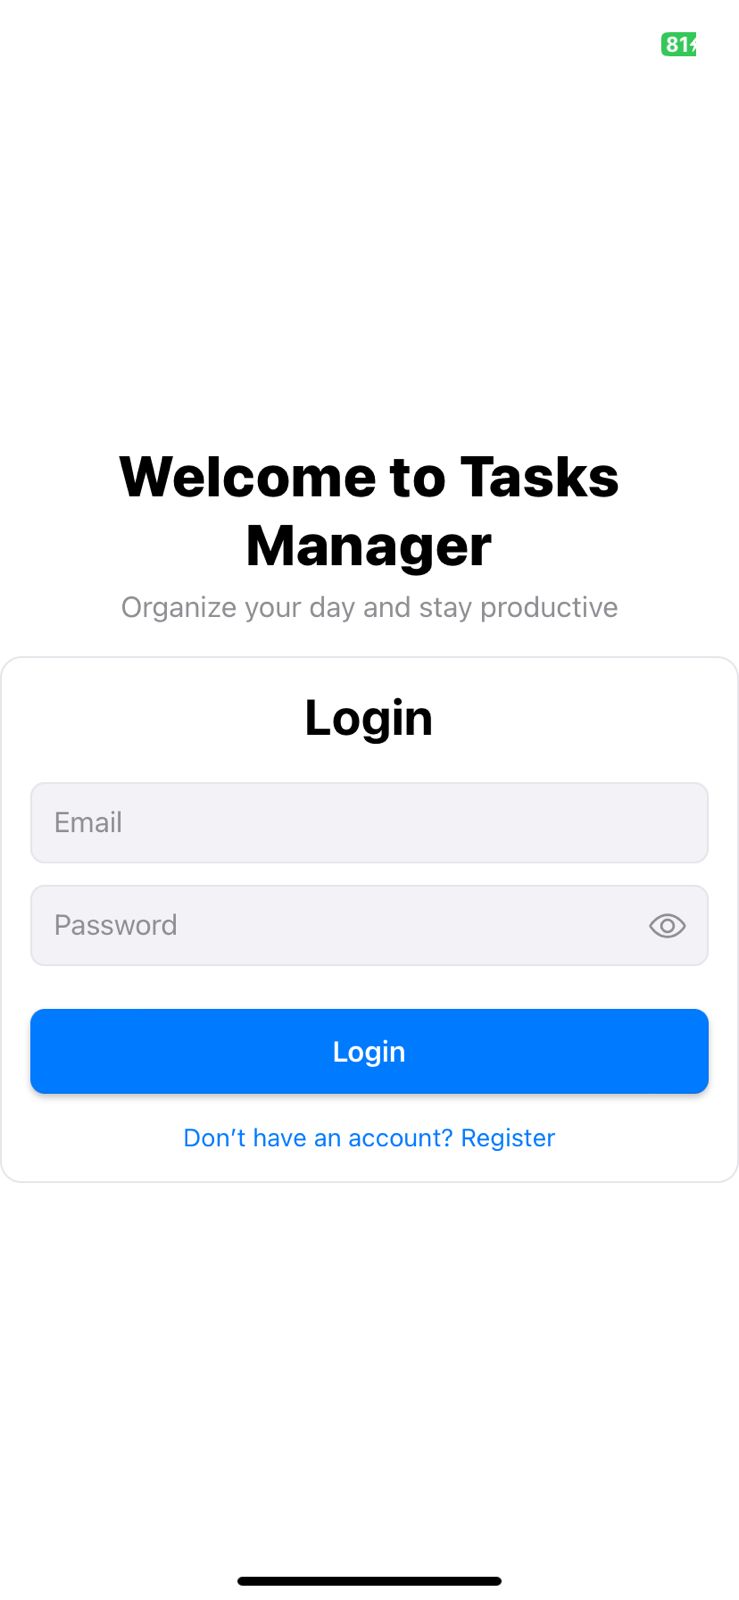 81
Welcome to Tasks
Manager
Organize your day and stay productive
Login
Email
Password
Login
Don’t have an account? Register